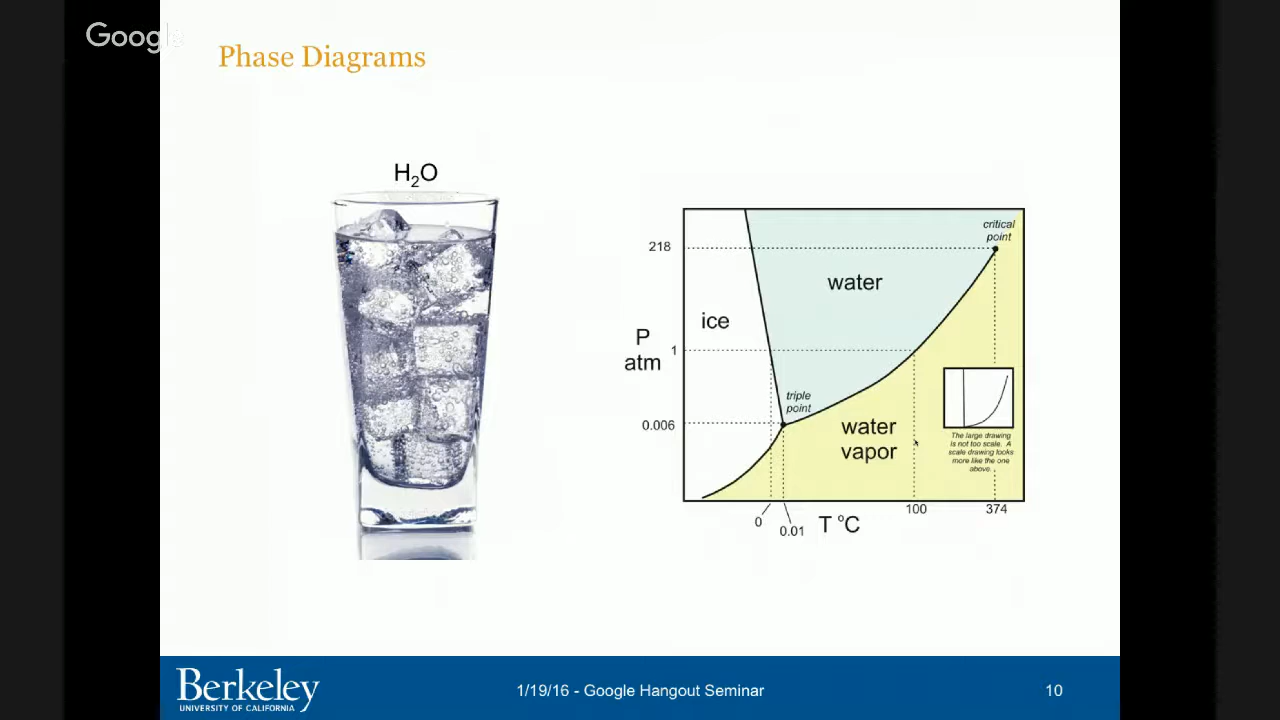 Google
Phase Diagrams
H2O
critical
point
218
water
ice
P
atm
1
triple
point
0.006
water
vapor
The large drawing
is not too scale. A
scale drawing looks
more like the one
above.
0
0.01
T °C
100
374
Berkeley
UNIVERSITY OF CALIFORNIA
1/19/16 - Google Hangout Seminar
10